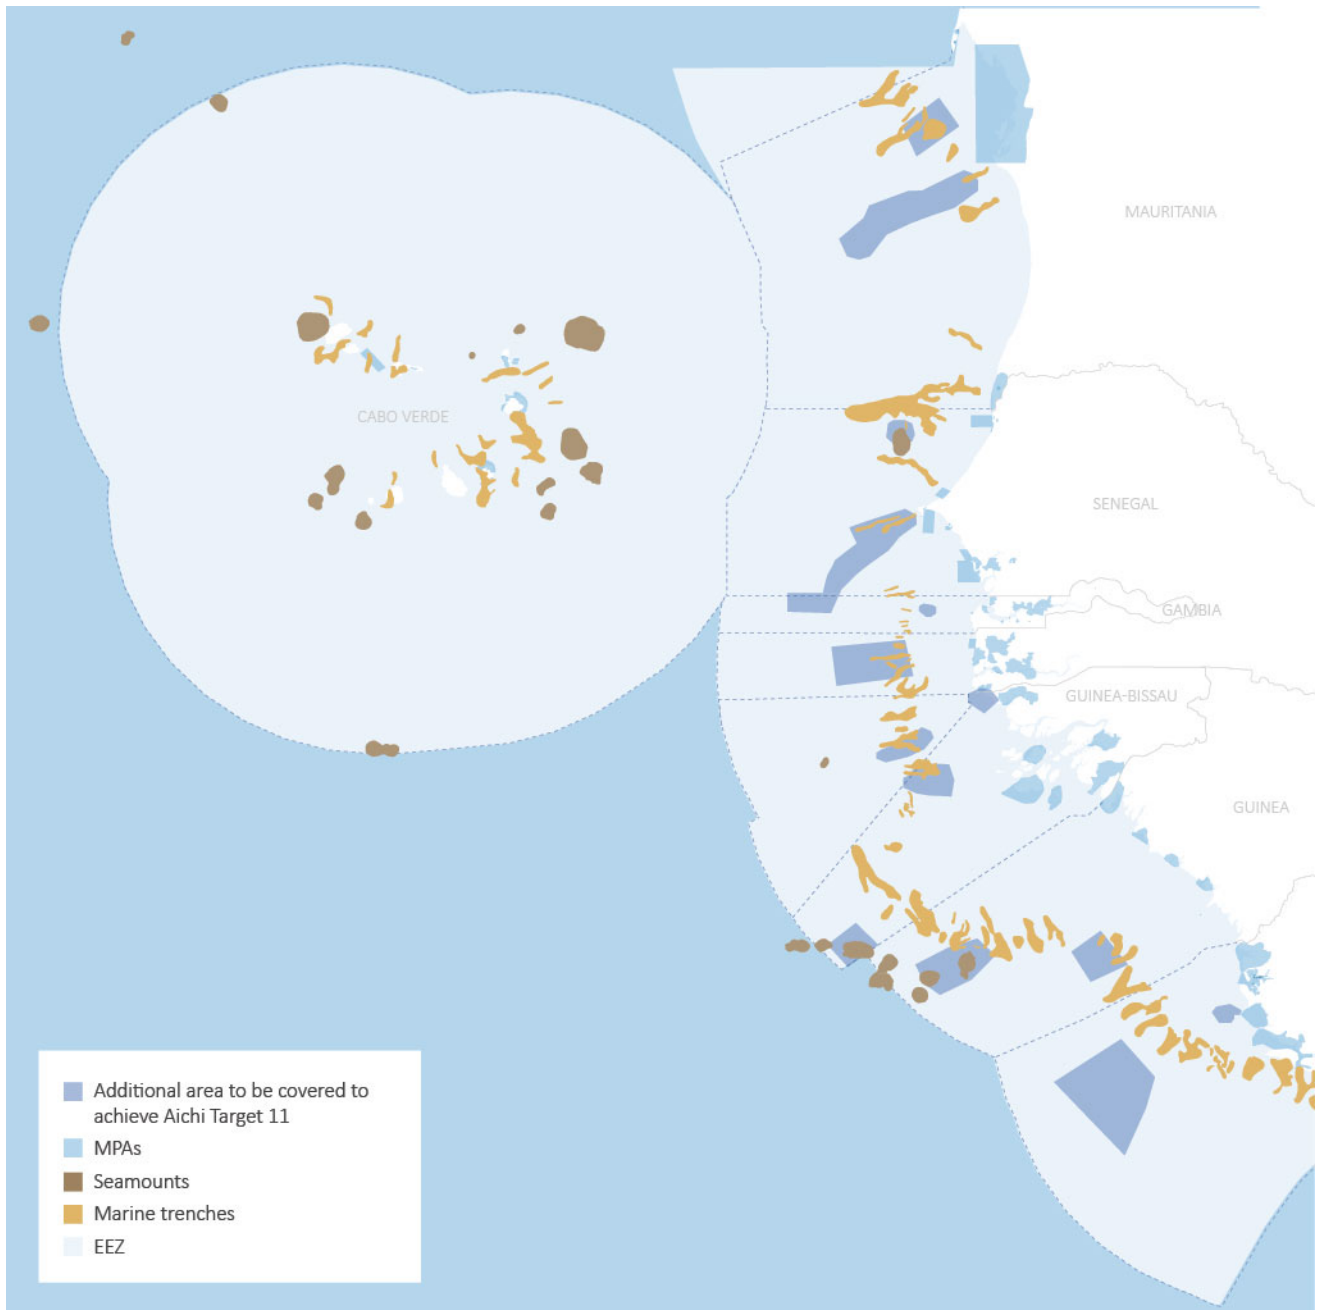 MAURITANIA
CABO VERDE
SENEGAL
GAMBIA
GUINEA-BISSAU
GUINEA
Additional area to be covered to
achieve Aichi Target 11
MPAs
Seamounts
Marine trenches
EEZ